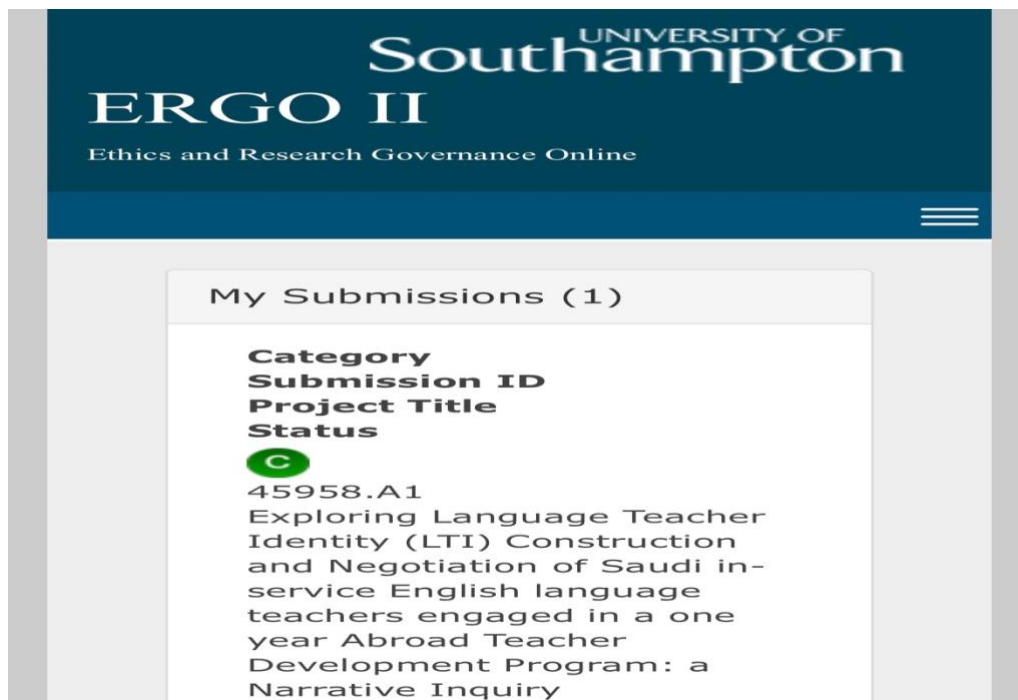 UNIVERSITY OF
Southampton
ERGO II
Ethics and Research Governance Online
My Submissions (1)
Category
Submission ID
Project Title
Status
C
45958.A1
Exploring Language Teacher
Identity (LTI) Construction
and Negotiation of Saudi in-
service English language
teachers engaged in a one
year Abroad Teacher
Development Program: a
Narrative Inquiry